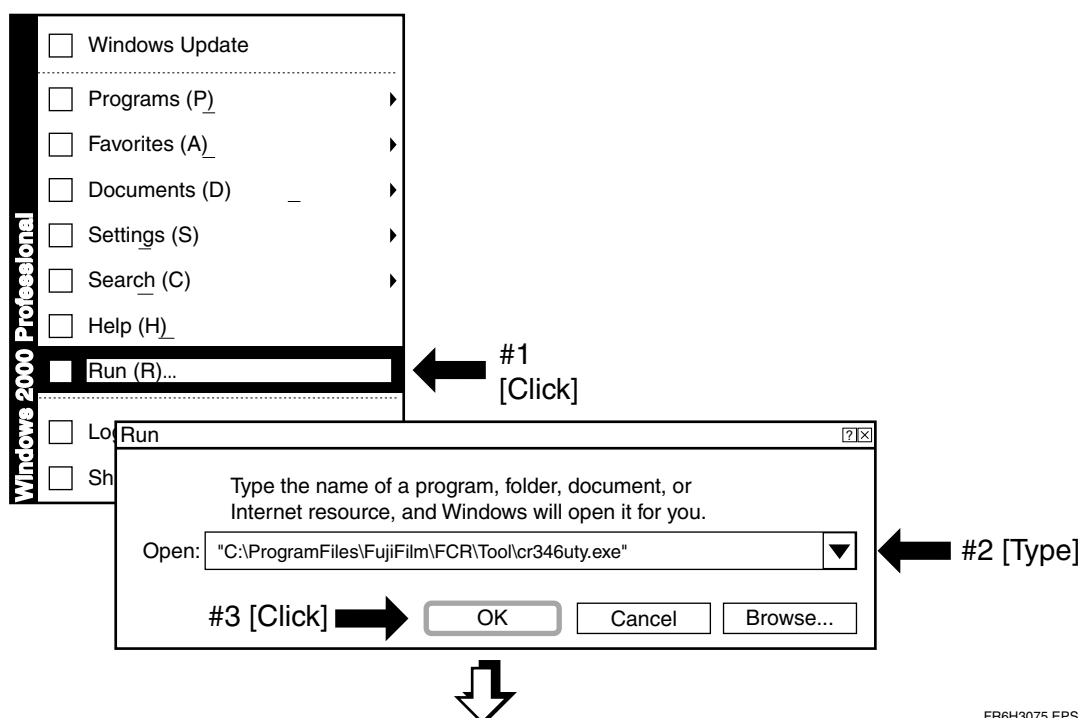 Windows 2000 Professional
Windows Update
Programs (P)
Favorites (A)
Documents (D)
Settings (S)
Search (C)
Help (H)
Run (R)...
#1
[Click]
Lo
Sh
Run
Type the name of a program, folder, document, or
Internet resource, and Windows will open it for you.
Open: "C:\ProgramFiles\FujiFilm\FCR\Tool\cr346uty.exe"
#2 [Type]
#3 [Click]
OK Cancel Browse...
FR6H3075.EPS